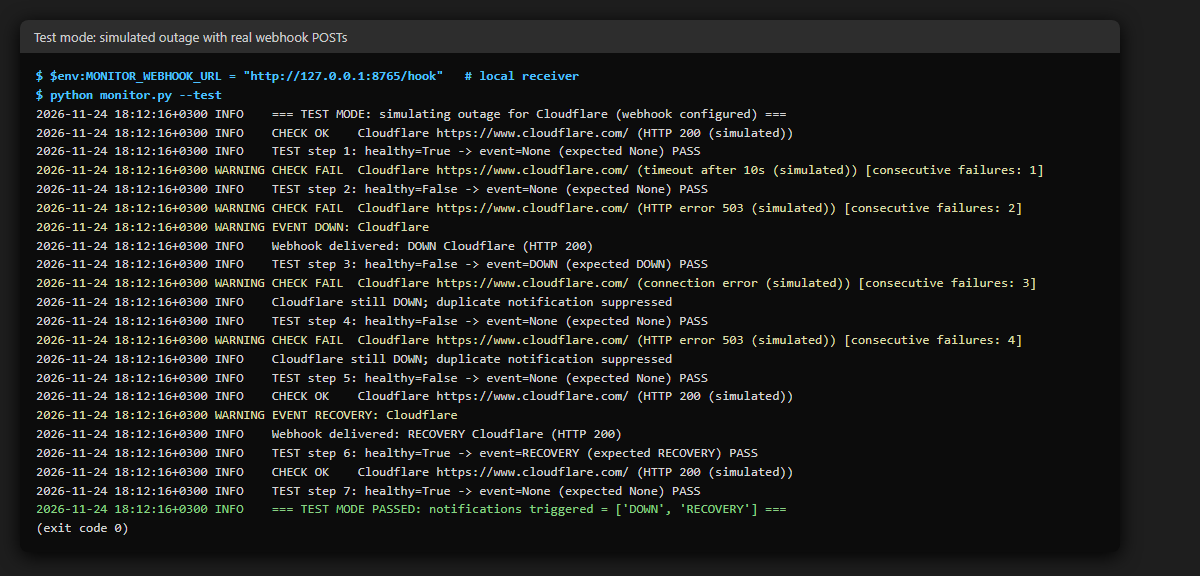 Test mode: simulated outage with real webhook POSTs
$ $env:MONITOR_WEBHOOK_URL = "http://127.0.0.1:8765/hook"   # local receiver
$ python monitor.py --test
2026-11-24 18:12:16+0300 INFO    === TEST MODE: simulating outage for Cloudflare (webhook configured) ===
2026-11-24 18:12:16+0300 INFO    CHECK OK    Cloudflare https://www.cloudflare.com/ (HTTP 200 (simulated))
2026-11-24 18:12:16+0300 INFO    TEST step 1: healthy=True -> event=None (expected None) PASS
2026-11-24 18:12:16+0300 WARNING CHECK FAIL  Cloudflare https://www.cloudflare.com/ (timeout after 10s (simulated)) [consecutive failures: 1]
2026-11-24 18:12:16+0300 INFO    TEST step 2: healthy=False -> event=None (expected None) PASS
2026-11-24 18:12:16+0300 WARNING CHECK FAIL  Cloudflare https://www.cloudflare.com/ (HTTP error 503 (simulated)) [consecutive failures: 2]
2026-11-24 18:12:16+0300 WARNING EVENT DOWN: Cloudflare
2026-11-24 18:12:16+0300 INFO    Webhook delivered: DOWN Cloudflare (HTTP 200)
2026-11-24 18:12:16+0300 INFO    TEST step 3: healthy=False -> event=DOWN (expected DOWN) PASS
2026-11-24 18:12:16+0300 WARNING CHECK FAIL  Cloudflare https://www.cloudflare.com/ (connection error (simulated)) [consecutive failures: 3]
2026-11-24 18:12:16+0300 INFO    Cloudflare still DOWN; duplicate notification suppressed
2026-11-24 18:12:16+0300 INFO    TEST step 4: healthy=False -> event=None (expected None) PASS
2026-11-24 18:12:16+0300 WARNING CHECK FAIL  Cloudflare https://www.cloudflare.com/ (HTTP error 503 (simulated)) [consecutive failures: 4]
2026-11-24 18:12:16+0300 INFO    Cloudflare still DOWN; duplicate notification suppressed
2026-11-24 18:12:16+0300 INFO    TEST step 5: healthy=False -> event=None (expected None) PASS
2026-11-24 18:12:16+0300 INFO    CHECK OK    Cloudflare https://www.cloudflare.com/ (HTTP 200 (simulated))
2026-11-24 18:12:16+0300 WARNING EVENT RECOVERY: Cloudflare
2026-11-24 18:12:16+0300 INFO    Webhook delivered: RECOVERY Cloudflare (HTTP 200)
2026-11-24 18:12:16+0300 INFO    TEST step 6: healthy=True -> event=RECOVERY (expected RECOVERY) PASS
2026-11-24 18:12:16+0300 INFO    CHECK OK    Cloudflare https://www.cloudflare.com/ (HTTP 200 (simulated))
2026-11-24 18:12:16+0300 INFO    TEST step 7: healthy=True -> event=None (expected None) PASS
2026-11-24 18:12:16+0300 INFO    === TEST MODE PASSED: notifications triggered = ['DOWN', 'RECOVERY'] ===
(exit code 0)